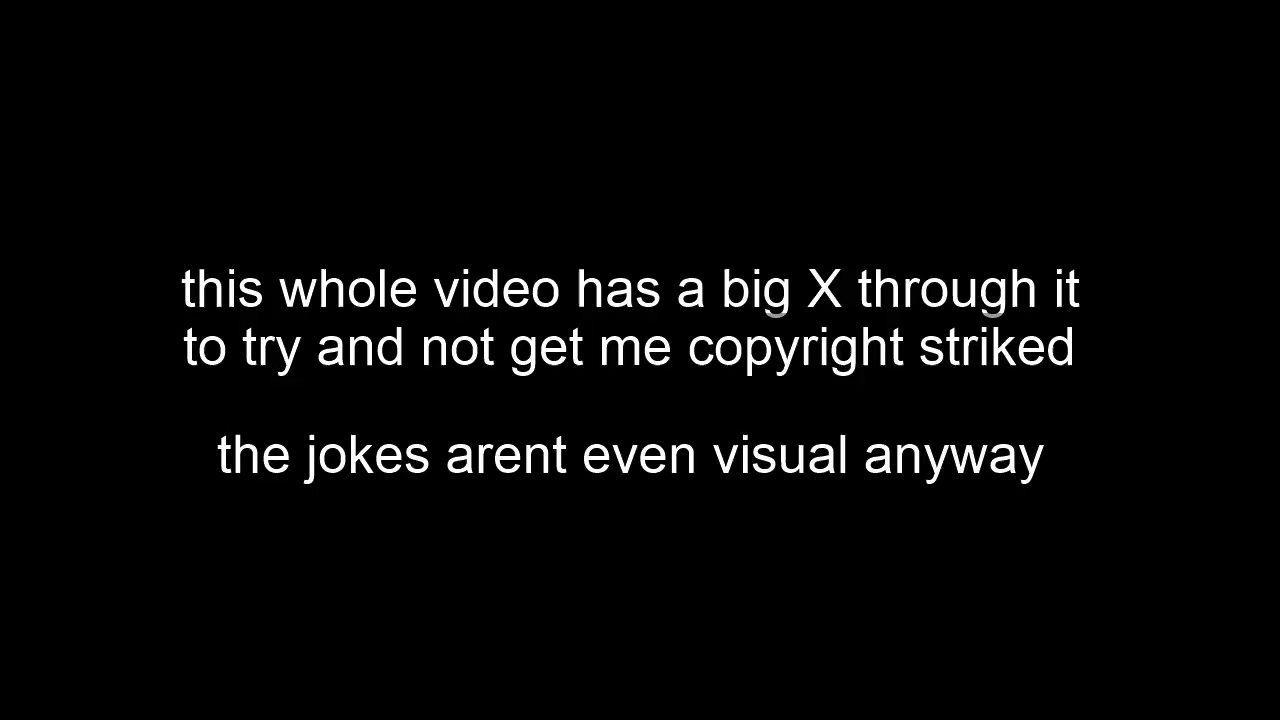 this whole video has a big X through it
to try and not get me copyright striked
the jokes arent even visual anyway